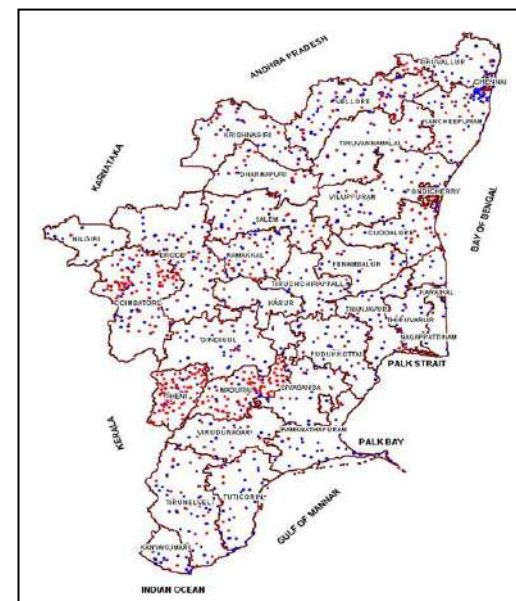 ANDHRA PRADESH
TIRUVALLUR
CHENNAI
VELLORE
KANCHEEPURAM
KRISHNAGIRI
TIRUVANNAMALAI
KARNATAKA
DHARMAPURI
VILUPPURAM
PONDICHERRY
BAY OF BENGAL
SALEM
CUDDALORE
NILGIRI
ERODE
NAMAKKAL
PERAMBALUR
TIRUCHCHIRAPPALLI
KARAIKAL
COIMBATORE
KARUR
THANJAVUR
THIRUVARUR
NAGAPPATTINAM
DINDIGUL
PUDUKKOTTAI
PALK STRAIT
THENI
MADURAI
SIVAGANGA
KERALA
VIRUDUNAGAR
RAMANATHAPURAM
PALK BAY
TIRUNELVELI
TUTICORIN
GULF OF MANNAR
KANYAKUMARI
INDIAN OCEAN